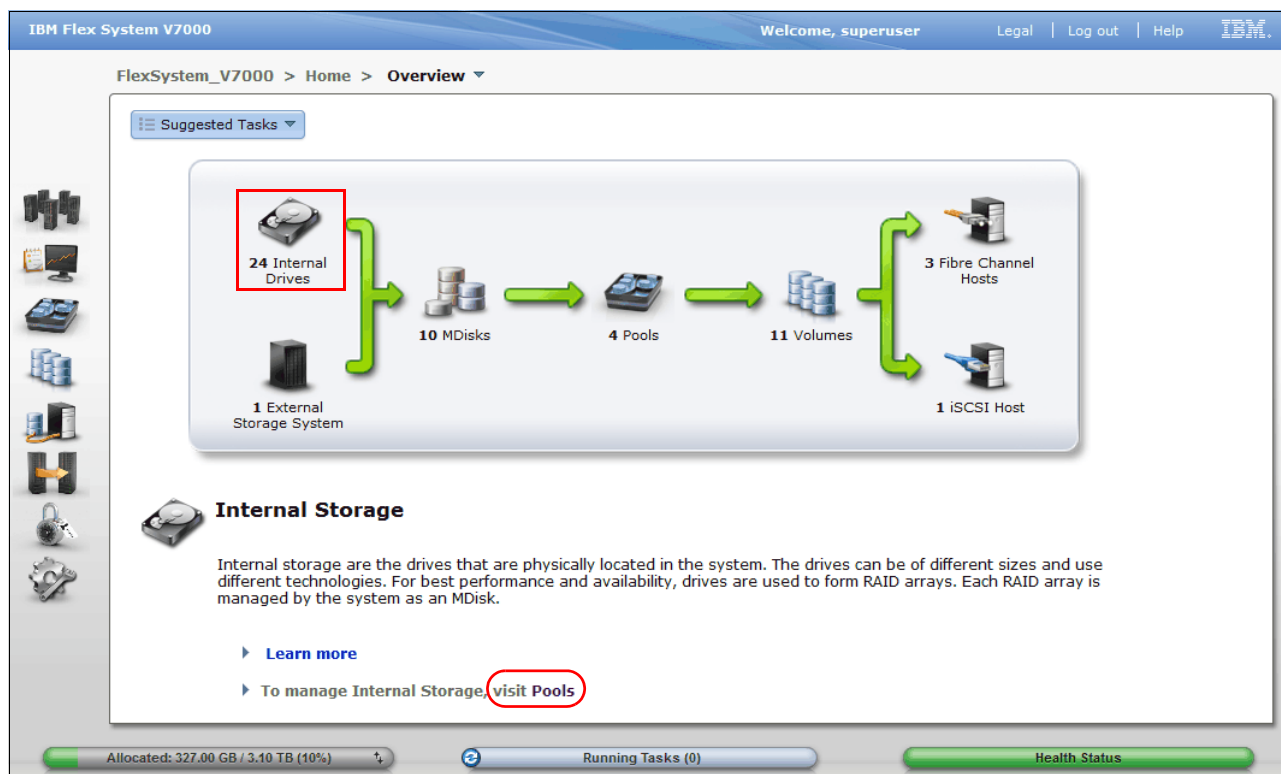 IBM Flex System V7000
Welcome, superuser
Legal | Log out | Help
IBM.
FlexSystem_V7000 > Home > Overview
Suggested Tasks
24 Internal
Drives
3 Fibre Channel
Hosts
10 MDisks
4 Pools
11 Volumes
1 External
Storage System
1 iSCSI Host
Internal Storage
Internal storage are the drives that are physically located in the system. The drives can be of different sizes and use
different technologies. For best performance and availability, drives are used to form RAID arrays. Each RAID array is
managed by the system as an MDisk.
Learn more
To manage Internal Storage, visit Pools
Allocated: 327.00 GB / 3.10 TB (10%)
Running Tasks (0)
Health Status